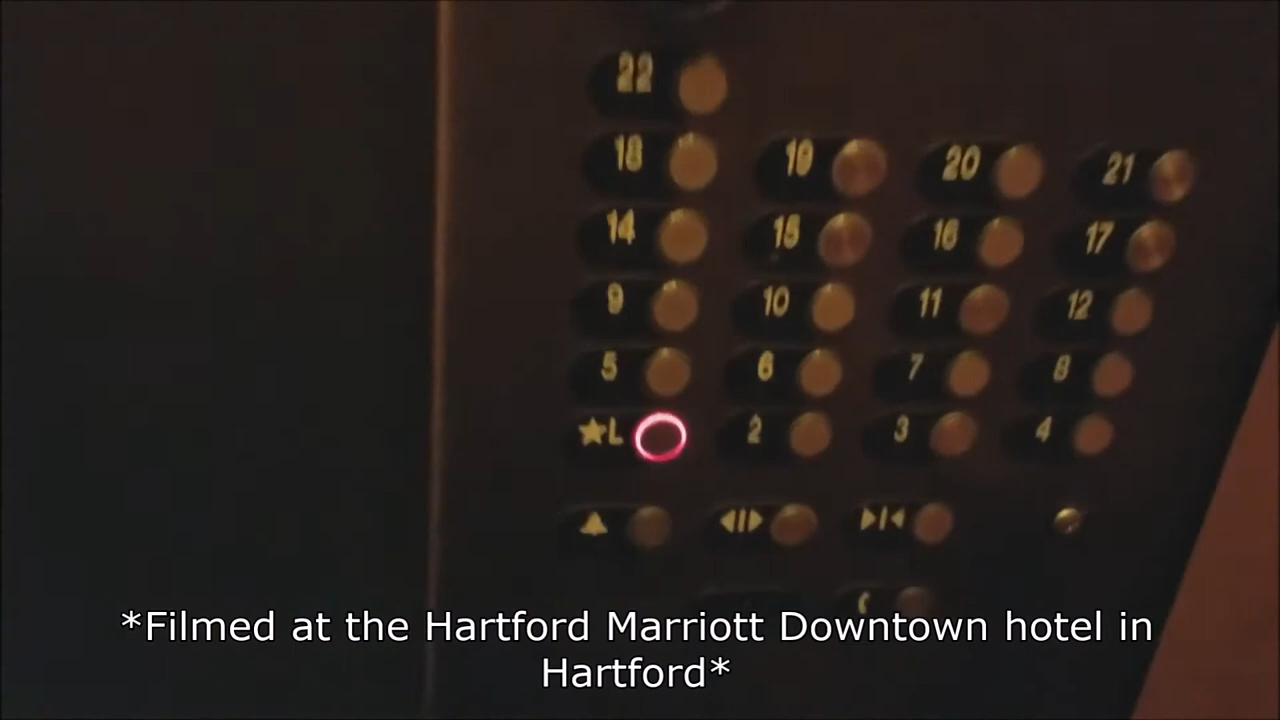 22
18 19 20 21
14 15 16 17
9 10 11 12
5 6 7 8
★L 2 3 4
*Filmed at the Hartford Marriott Downtown hotel in
Hartford*